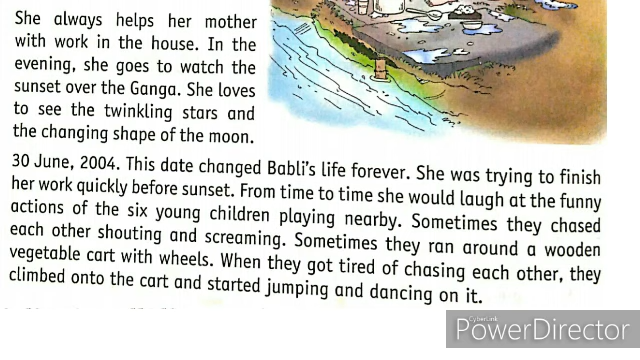 She always helps her mother
with work in the house. In the
evening, she goes to watch the
sunset over the Ganga. She loves
to see the twinkling stars and
the changing shape of the moon.
30 June, 2004. This date changed Babli's life forever. She was trying to finish
her work quickly before sunset. From time to time she would laugh at the funny
actions of the six young children playing nearby. Sometimes they chased
each other shouting and screaming. Sometimes they ran around a wooden
vegetable cart with wheels. When they got tired of chasing each other, they
climbed onto the cart and started jumping and dancing on it.
CyberLink
PowerDirector